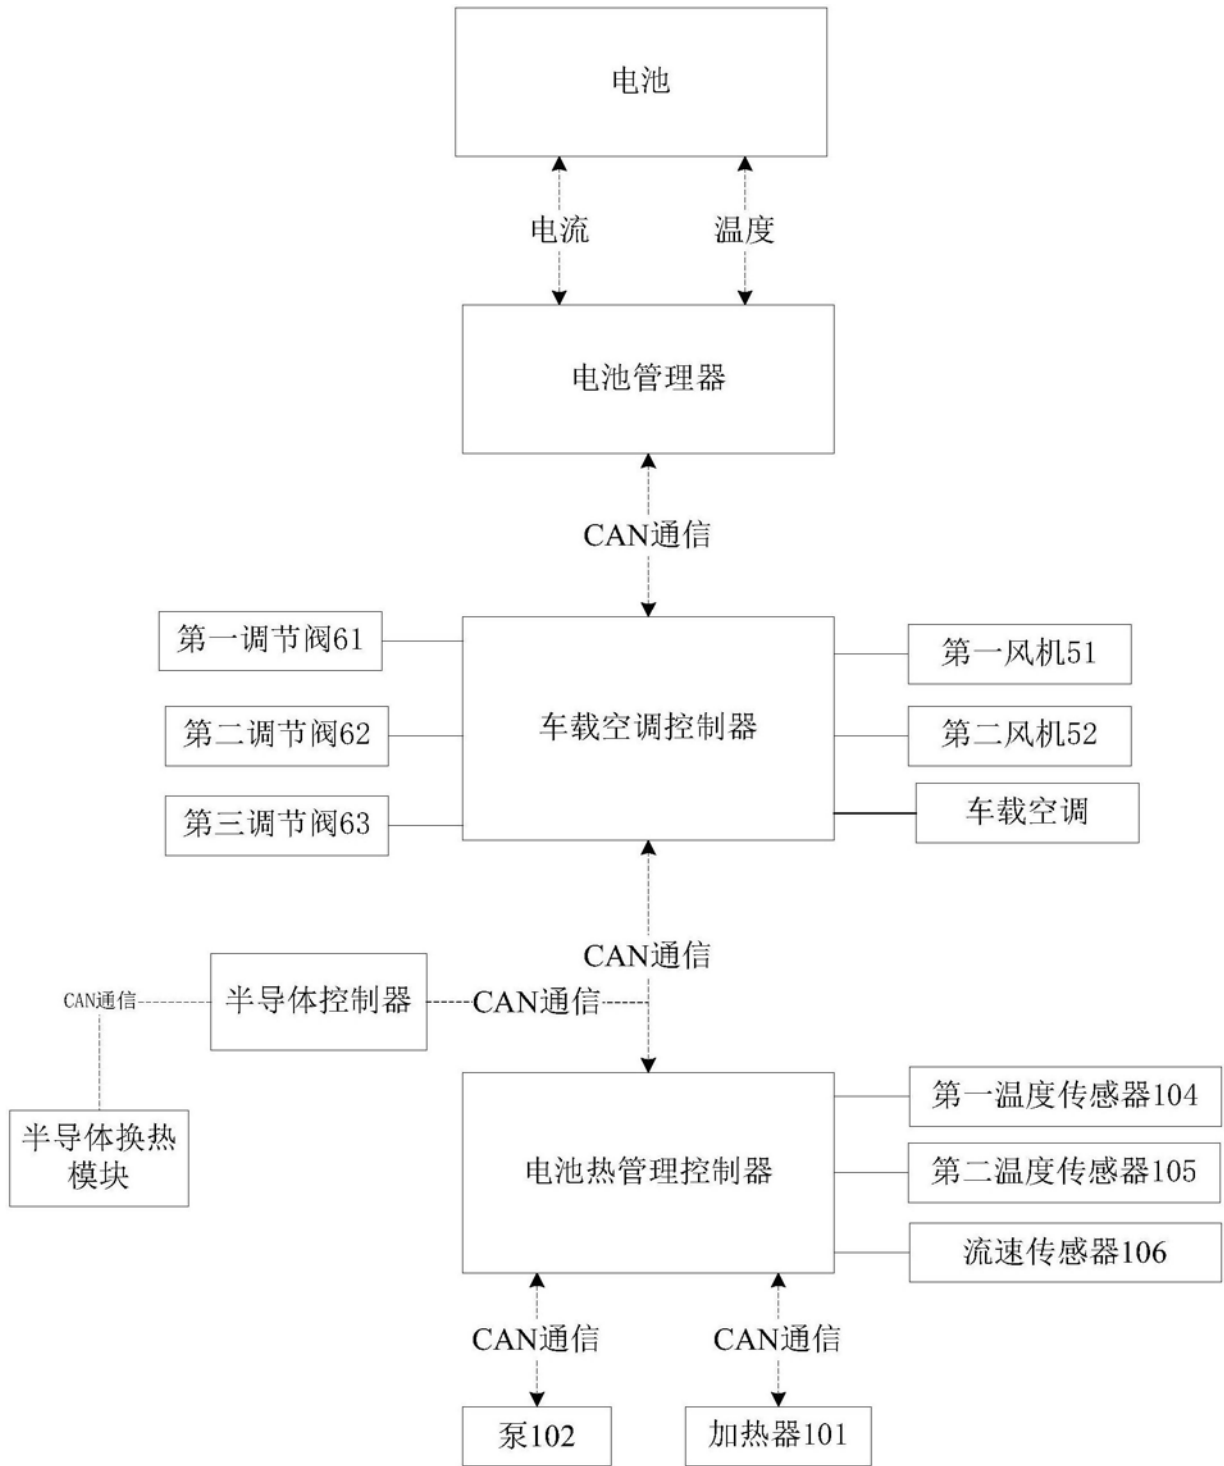 电池
电流
温度
电池管理器
CAN通信
第一调节阀61
第一风机51
第二调节阀62
车载空调控制器
第二风机52
第三调节阀63
车载空调
CAN通信
CAN通信
半导体控制器
CAN通信
第一温度传感器104
半导体换热
模块
电池热管理控制器
第二温度传感器105
流速传感器106
CAN通信
CAN通信
泵102
加热器101